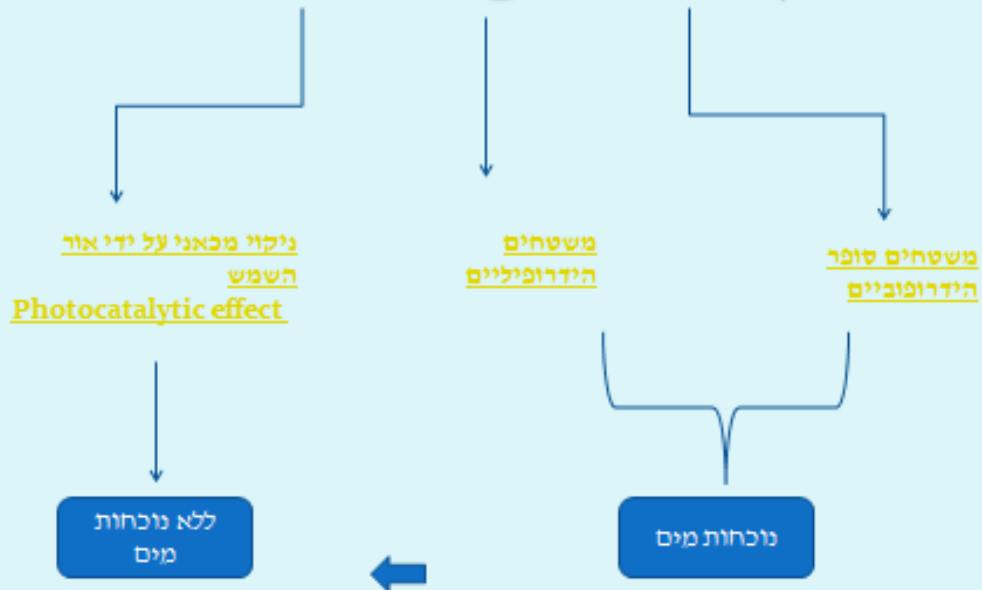 משטחים סופר
הידרופוביים
משטחים
הידרופיליים
ניקוי מכאני על ידי אור
השמש
Photocatalytic effect
נוכחות מים
ללא נוכחות
מים